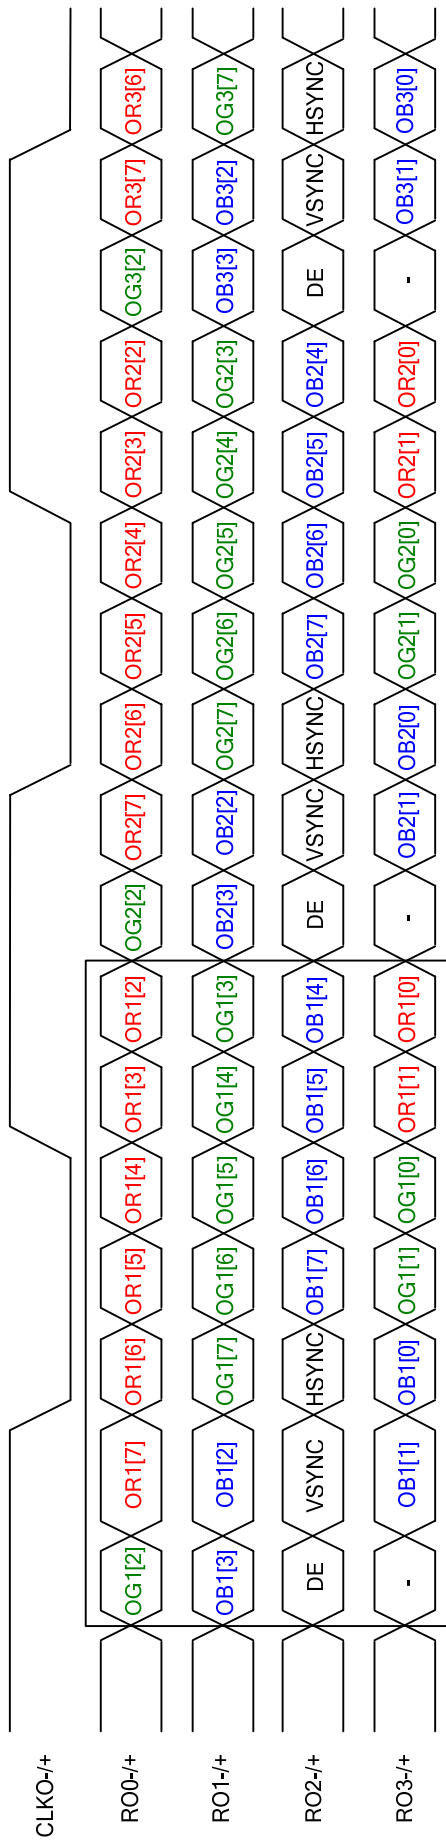 CLKO-/+
RO0-/+ OG1[2] OR1[7] OR1[6] OR1[5] OR1[4] OR1[3] OR1[2] OG2[2] OR2[7] OR2[6] OR2[5] OR2[4] OR2[3] OR2[2] OG3[2] OR3[7] OR3[6]
RO1-/+ OB1[3] OB1[2] OG1[7] OG1[6] OG1[5] OG1[4] OG1[3] OB2[3] OB2[2] OG2[7] OG2[6] OG2[5] OG2[4] OG2[3] OB3[3] OB3[2] OG3[7]
RO2-/+ DE VSYNC HSYNC OB1[7] OB1[6] OB1[5] OB1[4] DE VSYNC HSYNC OB2[7] OB2[6] OB2[5] OB2[4] DE VSYNC HSYNC
RO3-/+ - OB1[1] OB1[0] OG1[1] OG1[0] OR1[1] OR1[0] - OB2[1] OB2[0] OG2[1] OG2[0] OR2[1] OR2[0] - OB3[1] OB3[0]